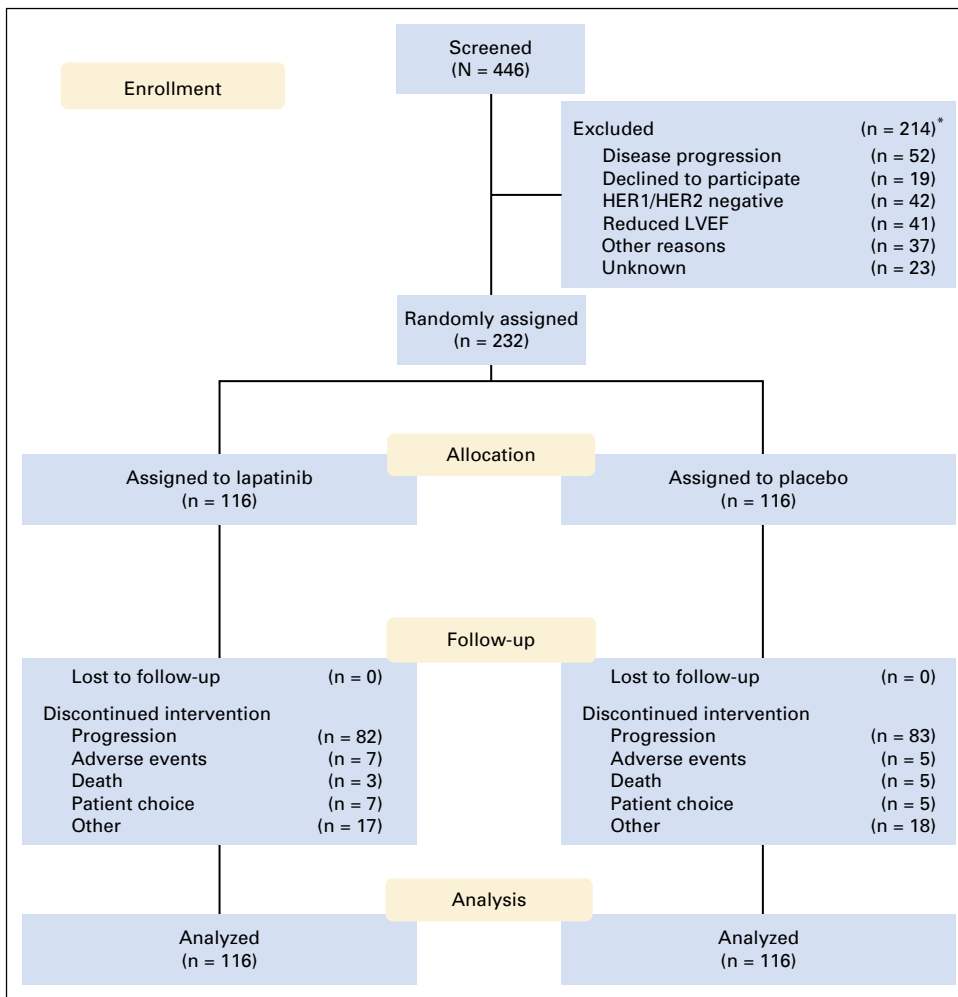 Screened
(N = 446)
Enrollment
Excluded (n = 214)*
Disease progression (n = 52)
Declined to participate (n = 19)
HER1/HER2 negative (n = 42)
Reduced LVEF (n = 41)
Other reasons (n = 37)
Unknown (n = 23)
Randomly assigned
(n = 232)
Allocation
Assigned to lapatinib
(n = 116)
Assigned to placebo
(n = 116)
Follow-up
Lost to follow-up (n = 0)
Discontinued intervention
Progression (n = 82)
Adverse events (n = 7)
Death (n = 3)
Patient choice (n = 7)
Other (n = 17)
Lost to follow-up (n = 0)
Discontinued intervention
Progression (n = 83)
Adverse events (n = 5)
Death (n = 5)
Patient choice (n = 5)
Other (n = 18)
Analysis
Analyzed
(n = 116)
Analyzed
(n = 116)